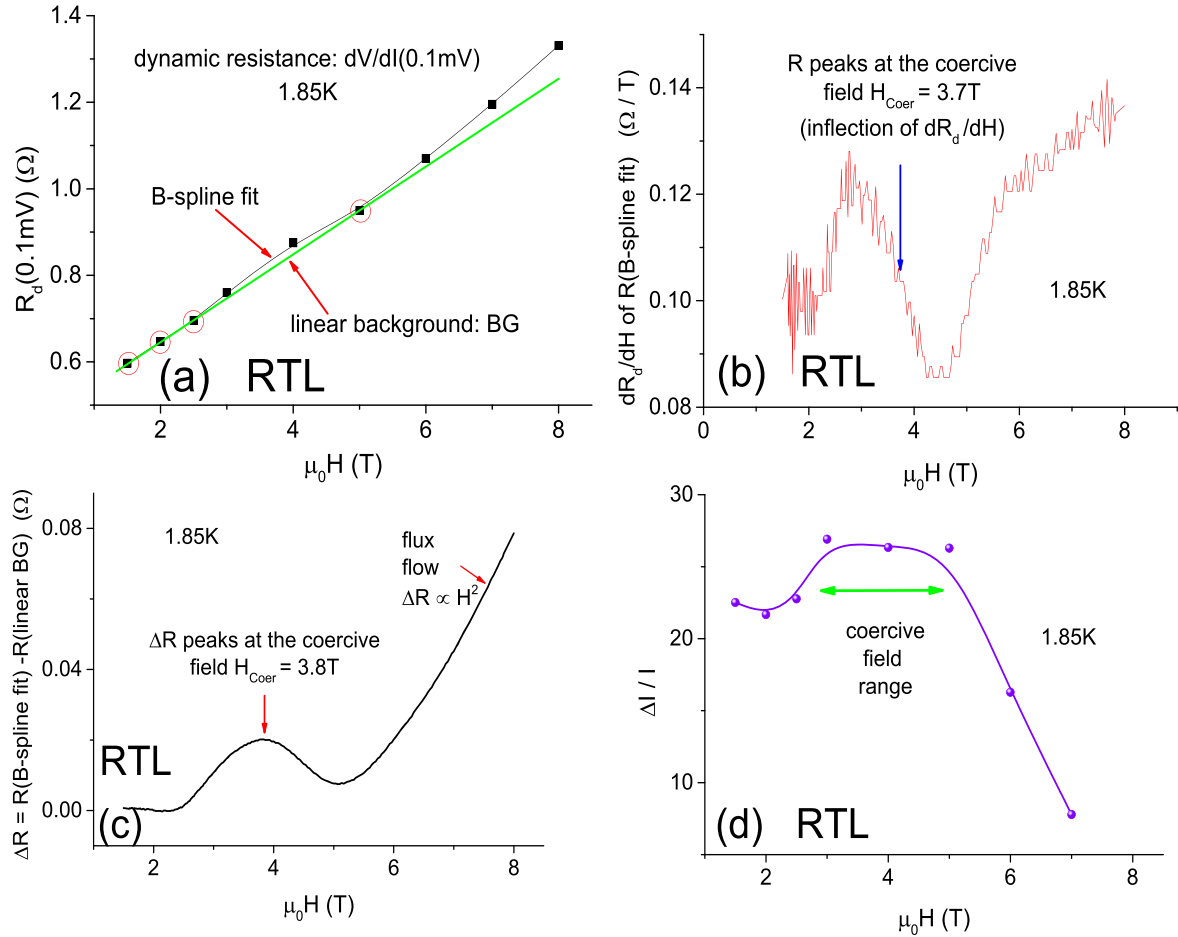 1.4
1.2
1.0
0.8
0.6
R_d(0.1mV) (Ω)
dynamic resistance: dV/dI(0.1mV)
1.85K
B-spline fit
linear background: BG
(a) RTL
2 4 6 8
μ₀H (T)
0.14
0.12
0.10
0.08
dR_d/dH of R(B-spline fit) (Ω / T)
R peaks at the coercive
field H_Coer = 3.7T
(inflection of dR_d/dH)
1.85K
(b) RTL
0 2 4 6 8
μ₀H (T)
0.08
0.04
0.00
ΔR = R(B-spline fit) -R(linear BG) (Ω)
1.85K
flux
flow
ΔR ∝ H²
ΔR peaks at the coercive
field H_Coer = 3.8T
RTL
(c)
2 4 6 8
μ₀H (T)
30
20
10
ΔI / I
1.85K
coercive
field
range
(d) RTL
2 4 6 8
μ₀H (T)